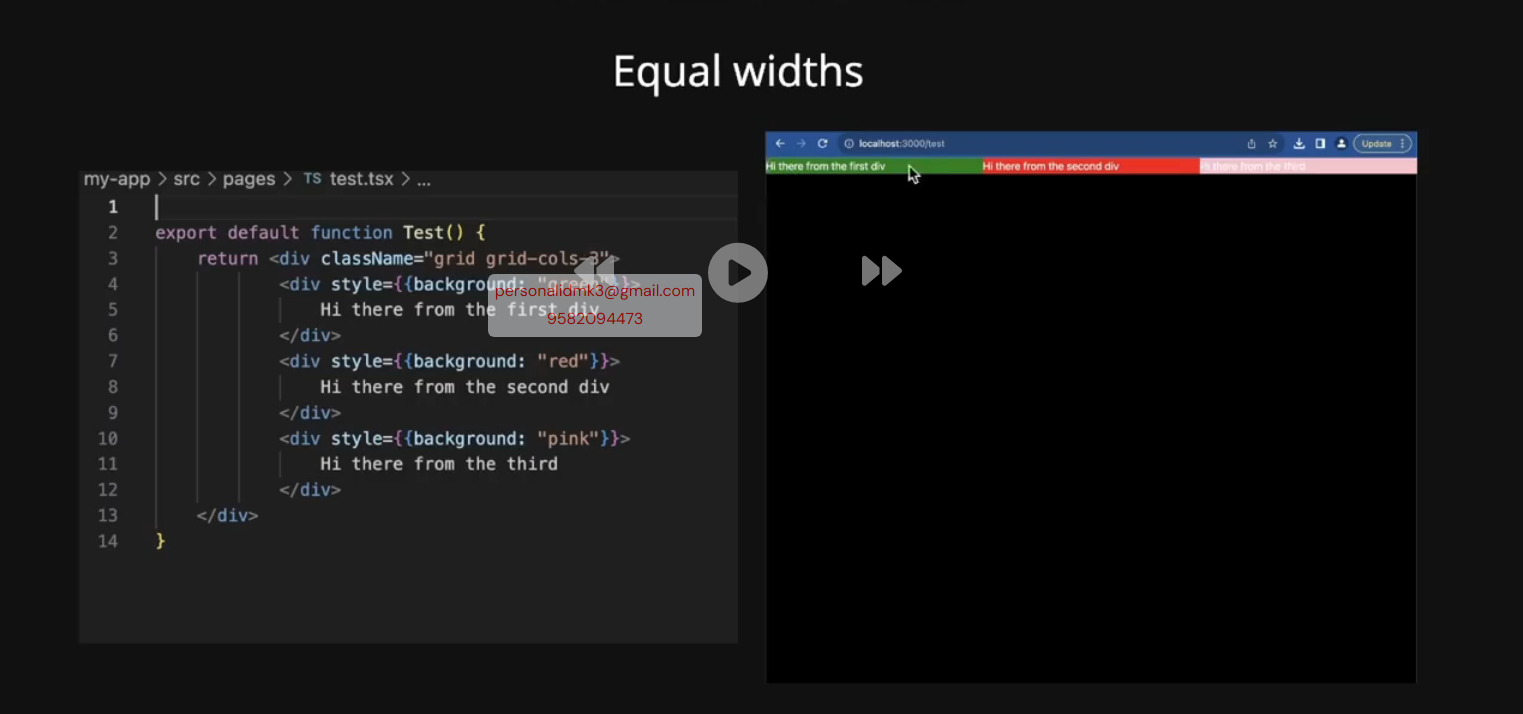 Equal widths
my-app > src > pages > TS test.tsx > ...
1
2 export default function Test() {
3 return <div className="grid grid-cols-3">
4 <div style={{background: "green"}}>
5 Hi there from the first div
6 </div>
7 <div style={{background: "red"}}>
8 Hi there from the second div
9 </div>
10 <div style={{background: "pink"}}>
11 Hi there from the third
12 </div>
13 </div>
14 }
personalidmk3@gmail.com
9582094473
localhost:3000/test
Update
Hi there from the first div
Hi there from the second div
Hi there from the third